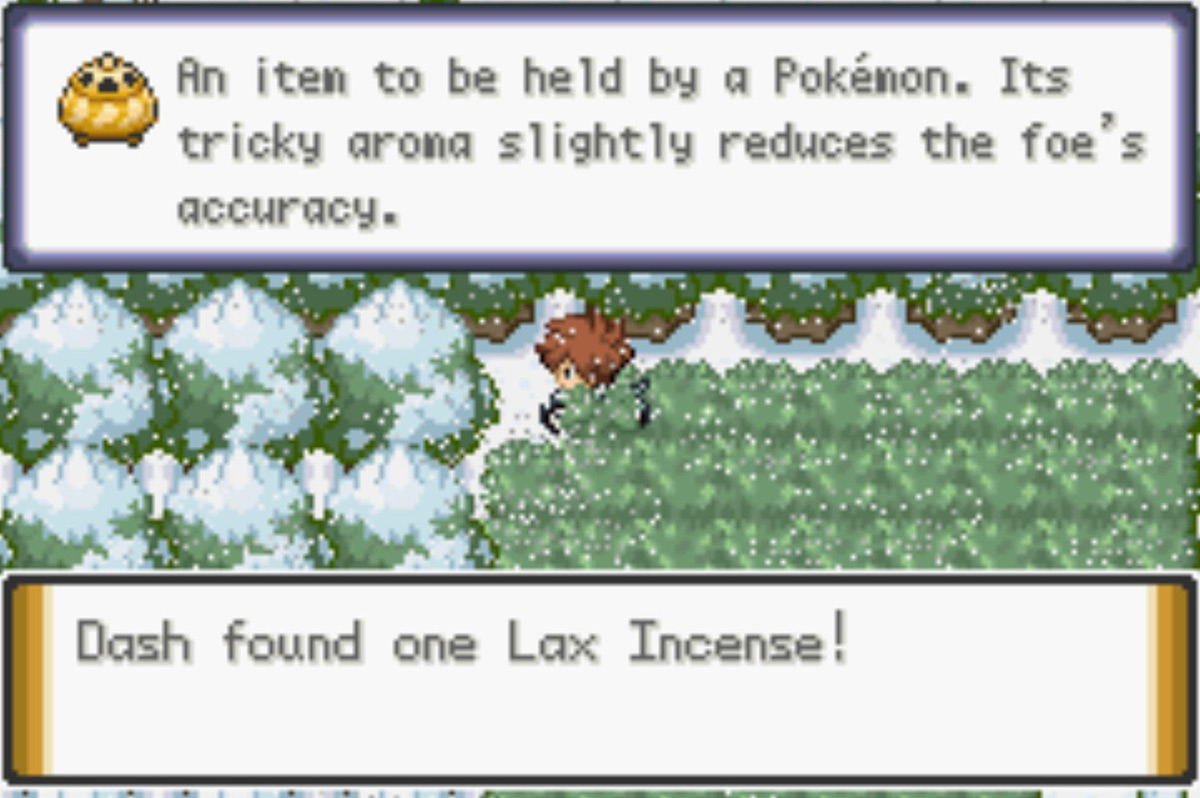 An item to be held by a Pokémon. Its
tricky aroma slightly reduces the foe's
accuracy.
Dash found one Lax Incense!